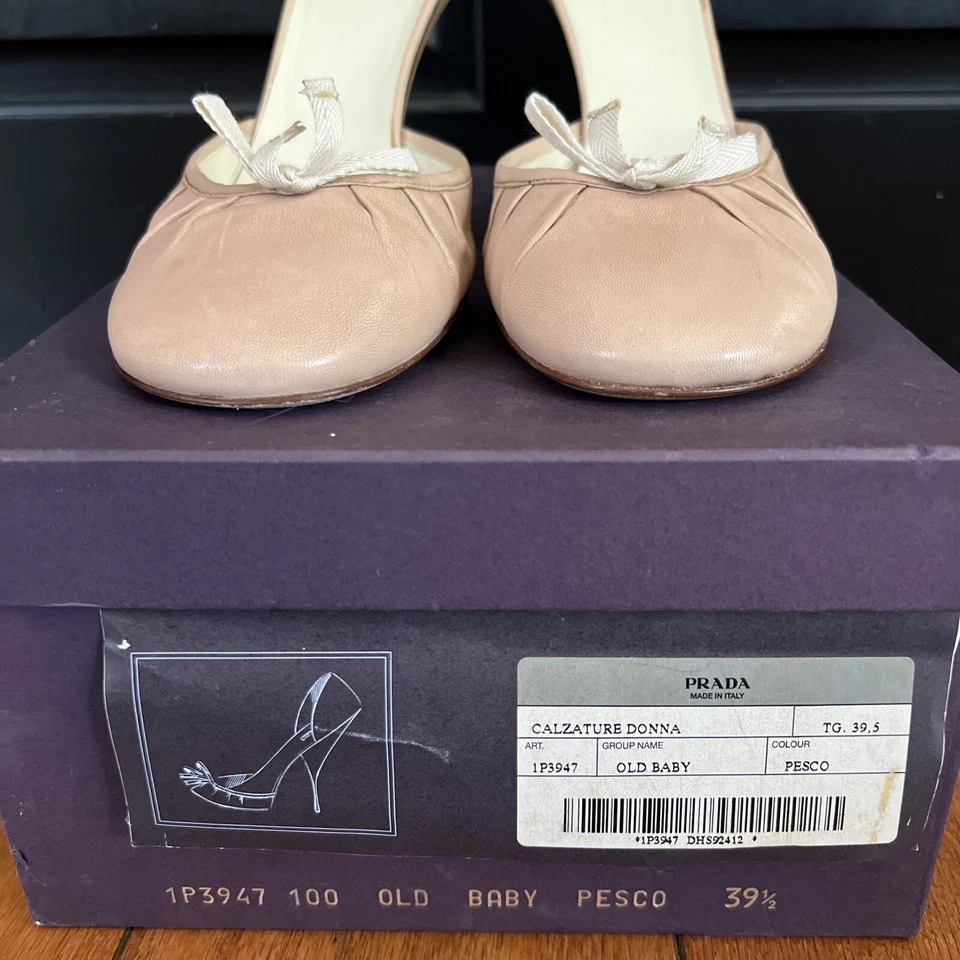 PRADA
MADE IN ITALY
CALZATURE DONNA TG. 39,5
ART. GROUP NAME COLOUR
1P3947 OLD BABY PESCO
*1P3947 DHS92412 *
1P3947 100 OLD BABY PESCO 39½